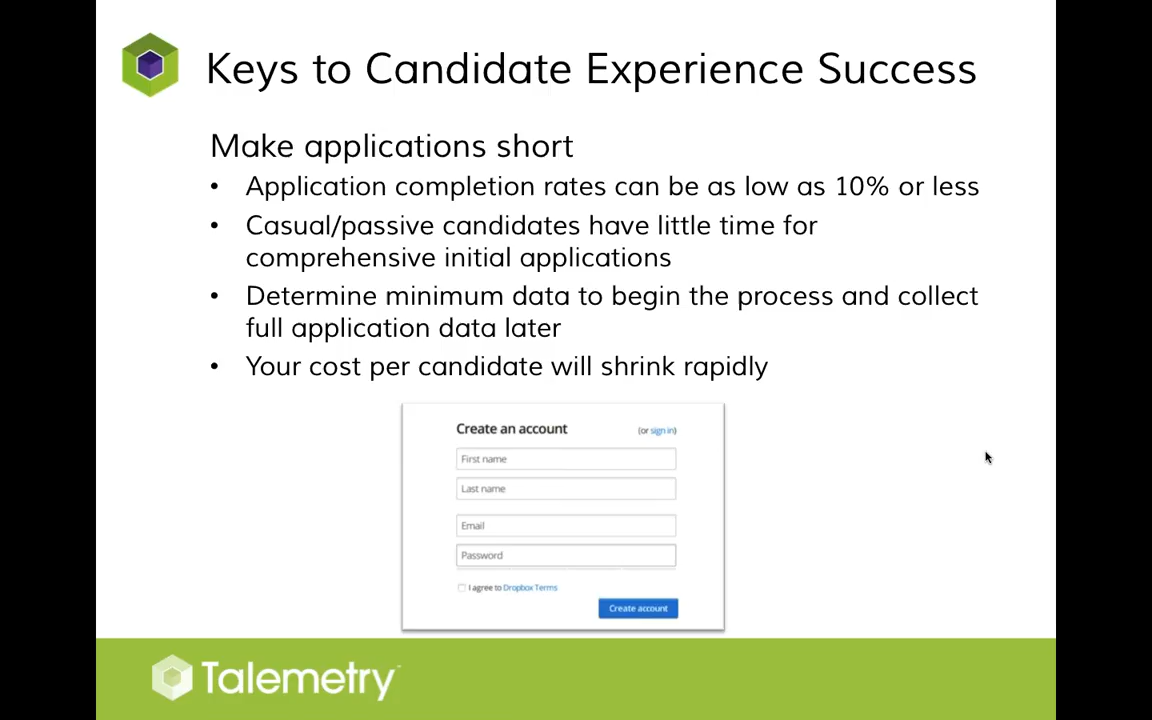 Keys to Candidate Experience Success
Make applications short
• Application completion rates can be as low as 10% or less
• Casual/passive candidates have little time for
comprehensive initial applications
• Determine minimum data to begin the process and collect
full application data later
• Your cost per candidate will shrink rapidly
Create an account (or sign in)
First name
Last name
Email
Password
I agree to Dropbox Terms
Create account
Talemetry